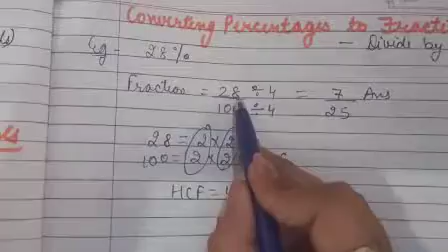 Converting Percentages to Fracti
— Divide by
Eg - 28%
Fraction = 28 ÷ 4 = 7 Ans
100 ÷ 4 25
28 = 2 × 2
100 = 2 × 2
HCF =